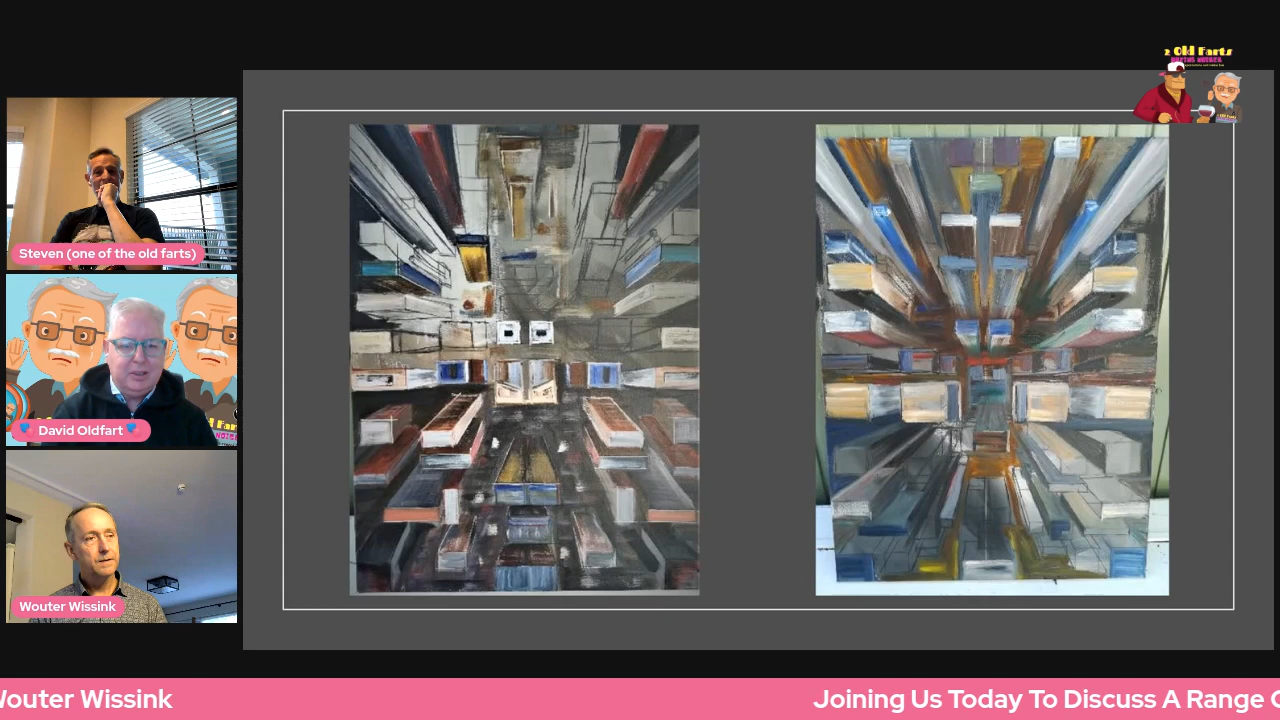 2 Old Farts
Steven (one of the old farts)
David Oldfart
Wouter Wissink
Wouter Wissink
Joining Us Today To Discuss A Range